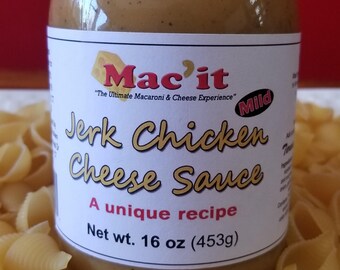 Mac'it
"The Ultimate Macaroni & Cheese Experience"
Mild
Jerk Chicken
Cheese Sauce
A unique recipe
Net wt. 16 oz (453g)